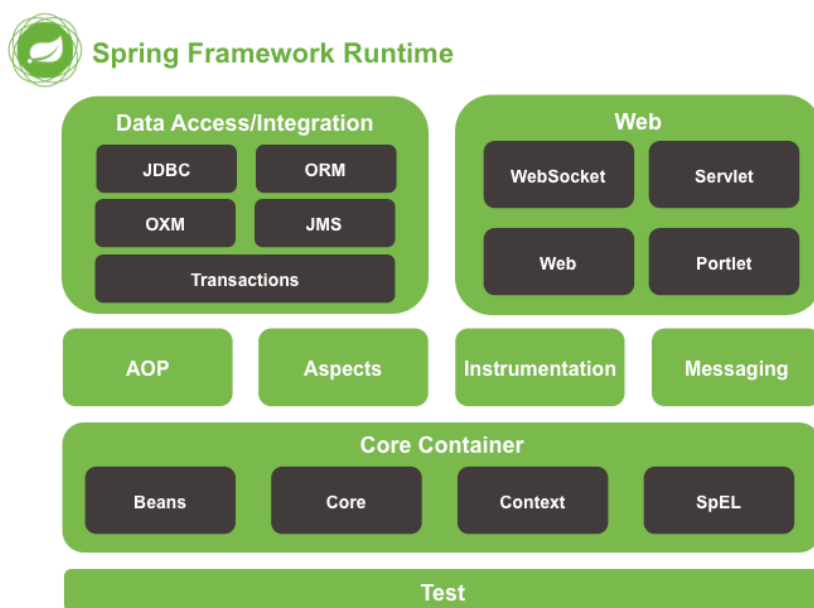 Spring Framework Runtime
Data Access/Integration
JDBC
ORM
OXM
JMS
Transactions
Web
WebSocket
Servlet
Web
Portlet
AOP
Aspects
Instrumentation
Messaging
Core Container
Beans
Core
Context
SpEL
Test